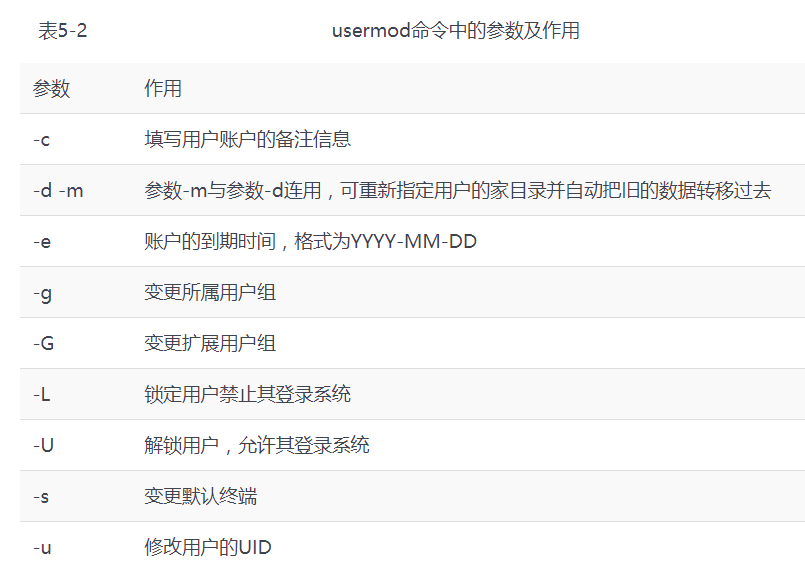 表5-2 usermod命令中的参数及作用
参数 作用
-c 填写用户账户的备注信息
-d -m 参数-m与参数-d连用，可重新指定用户的家目录并自动把旧的数据转移过去
-e 账户的到期时间，格式为YYYY-MM-DD
-g 变更所属用户组
-G 变更扩展用户组
-L 锁定用户禁止其登录系统
-U 解锁用户，允许其登录系统
-s 变更默认终端
-u 修改用户的UID